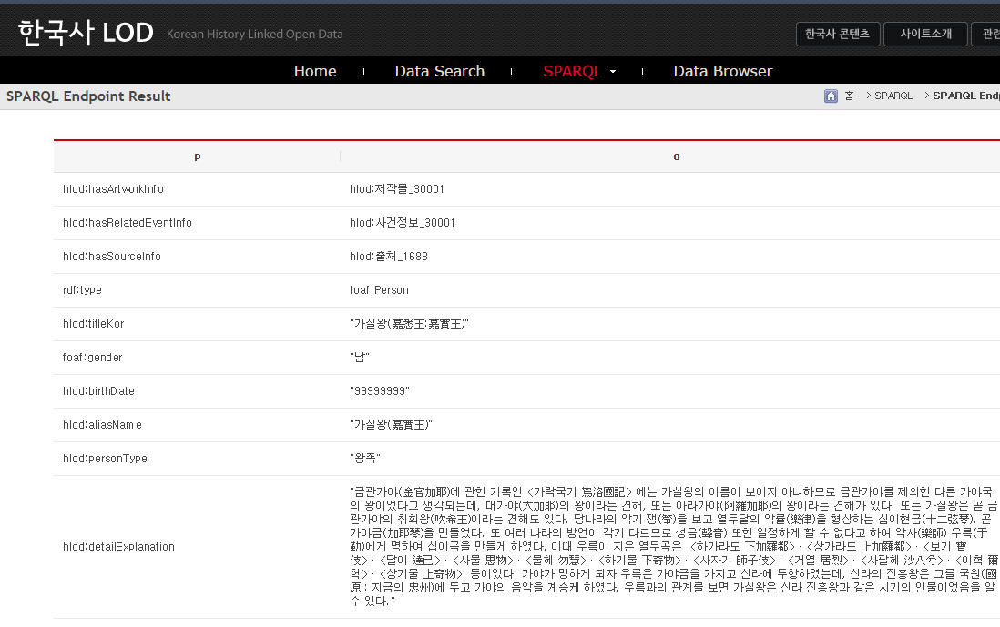 한국사 LOD Korean History Linked Open Data
한국사 콘텐츠 사이트소개 관련
Home Data Search SPARQL Data Browser
SPARQL Endpoint Result
홈 > SPARQL > SPARQL Endp
p o
hlod:hasArtworkInfo hlod:저작물_30001
hlod:hasRelatedEventInfo hlod:사건정보_30001
hlod:hasSourceInfo hlod:출처_1683
rdf:type foaf:Person
hlod:titleKor "가실왕(嘉悉王;嘉實王)"
foaf:gender "남"
hlod:birthDate "99999999"
hlod:aliasName "가실왕(嘉實王)"
hlod:personType "왕족"
hlod:detailExplanation
"금관가야(金官加耶)에 관한 기록인 〈가락국기 駕洛國記〉에는 가실왕의 이름이 보이지 아니하므로 금관가야를 제외한 다른 가야국
의 왕이었다고 생각되는데, 대가야(大加耶)의 왕이라는 견해, 또는 아라가야(阿羅加耶)의 왕이라는 견해가 있다. 또는 가실왕은 곧 금
관가야의 취희왕(吹希王)이라는 견해도 있다. 당나라의 악기 쟁(箏)을 보고 열두달의 악률(樂律)을 형상하는 십이현금(十二弦琴), 곧
가야금(加耶琴)을 만들었다. 또 여러 나라의 방언이 각기 다르므로 성음(聲音) 또한 일정하게 할 수 없다고 하여 악사(樂師) 우륵(于
勒)에게 명하여 십이곡을 만들게 하였다. 이때 우륵이 지은 열두곡은 〈하가라도 下加羅都〉·〈상가라도 上加羅都〉·〈보기 寶
伎〉·〈달이 達已〉·〈사물 思物〉·〈물혜 勿慧〉·〈하기물 下奇物〉·〈사자기 師子伎〉·〈거열 居烈〉·〈사팔혜 沙八兮〉·〈이혁 爾
赦〉·〈상기물 上奇物〉 등이었다. 가야가 망하게 되자 우륵은 가야금을 가지고 신라에 투항하였는데, 신라의 진흥왕은 그를 국원(國
原 : 지금의 忠州)에 두고 가야의 음악을 계승케 하였다. 우륵과의 관계를 보면 가실왕은 신라 진흥왕과 같은 시기의 인물이었음을 알
수 있다."